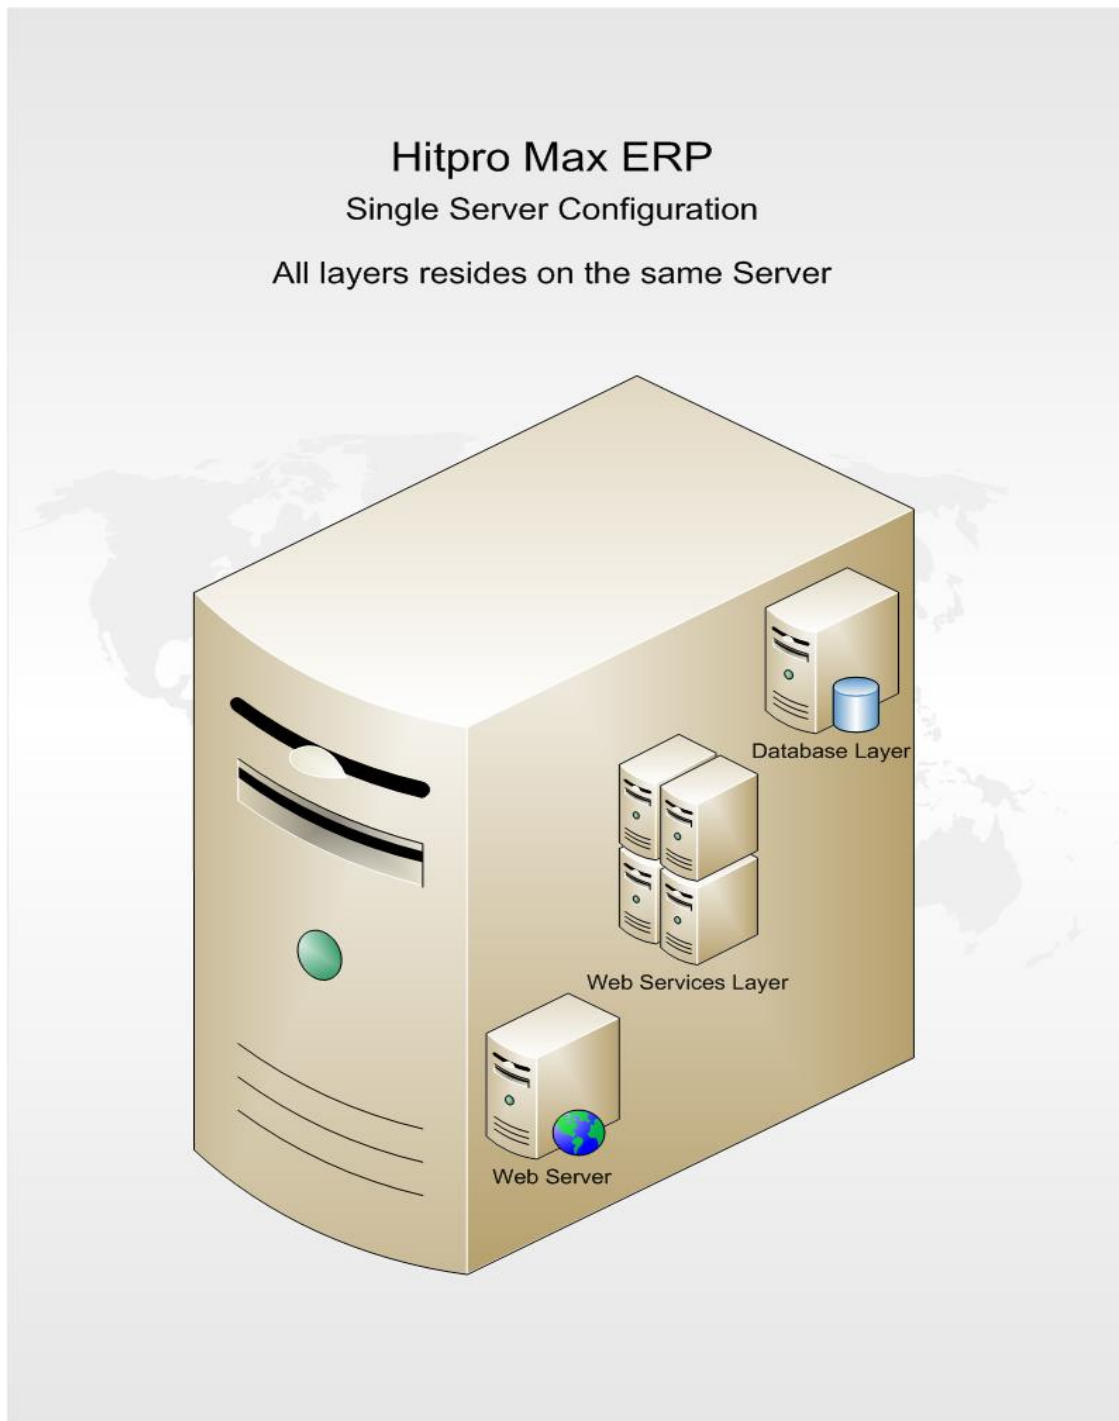 Hitpro Max ERP
Single Server Configuration
All layers resides on the same Server
Database Layer
Web Services Layer
Web Server